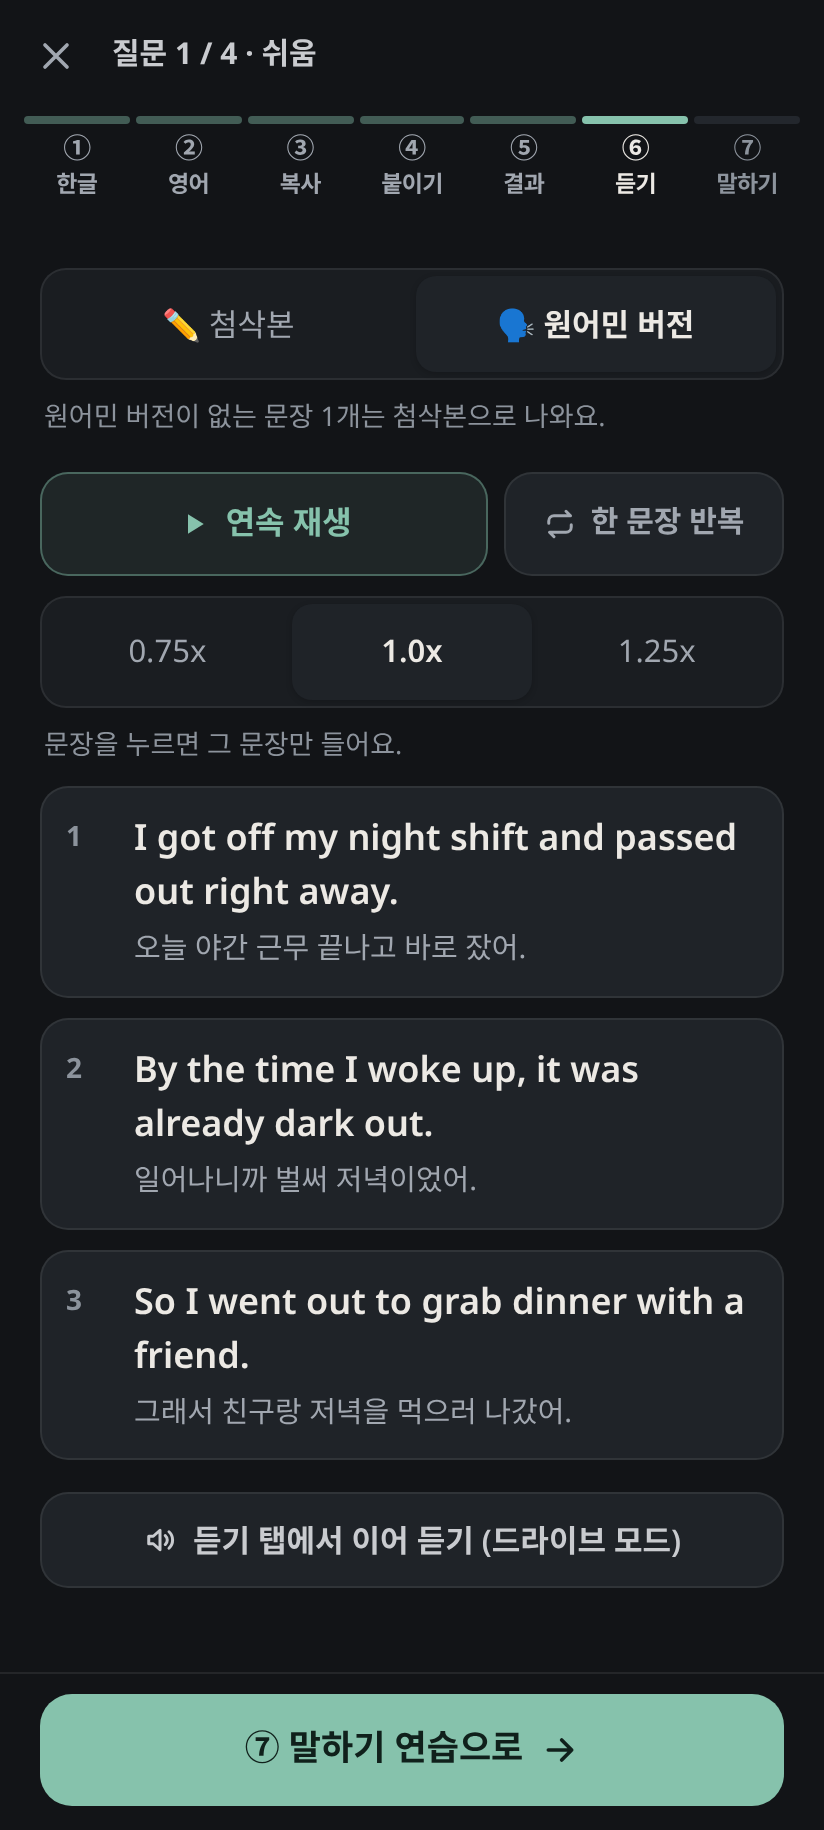 질문 1 / 4 · 쉬움
① ② ③ ④ ⑤ ⑥ ⑦
한글 영어 복사 붙이기 결과 듣기 말하기
✏️ 첨삭본 🗣️ 원어민 버전
원어민 버전이 없는 문장 1개는 첨삭본으로 나와요.
연속 재생 한 문장 반복
0.75x 1.0x 1.25x
문장을 누르면 그 문장만 들어요.
1 I got off my night shift and passed
out right away.
오늘 야간 근무 끝나고 바로 잤어.
2 By the time I woke up, it was
already dark out.
일어나니까 벌써 저녁이었어.
3 So I went out to grab dinner with a
friend.
그래서 친구랑 저녁을 먹으러 나갔어.
듣기 탭에서 이어 듣기 (드라이브 모드)
⑦ 말하기 연습으로 →